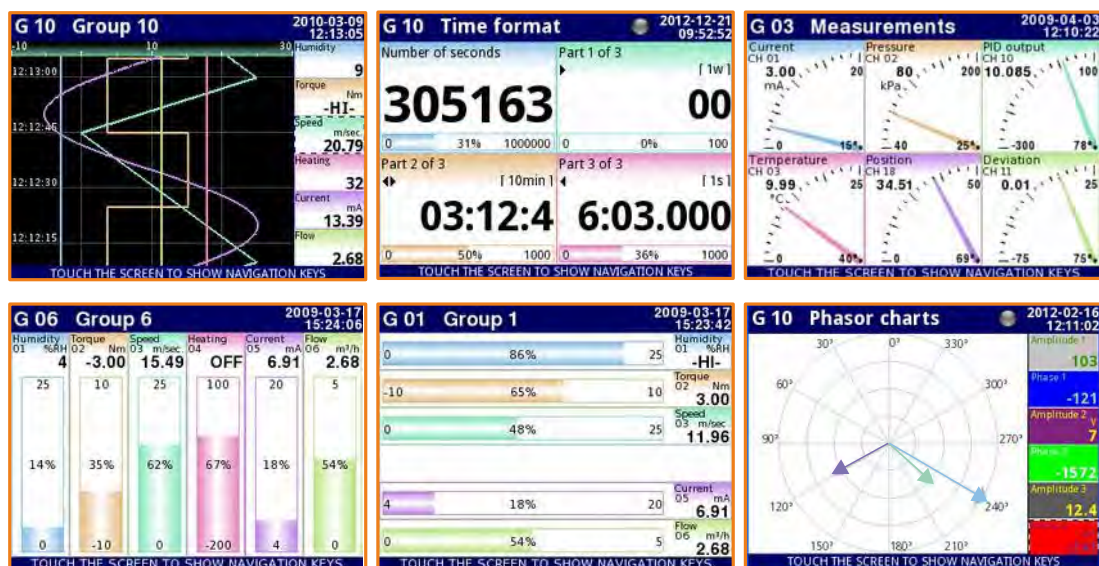 G 10 Group 10
2010-03-09
12:13:05
-10 11 30
12:13:00
12:12:45
12:12:30
12:12:15
Humidity
9
Torque
Nm
-HI-
Speed
m/sec.
20.79
Heating
32
Current
mA
13.39
Flow
2.68
TOUCH THE SCREEN TO SHOW NAVIGATION KEYS
G 10 Time format
2012-12-21
09:52:52
Number of seconds
305163
0 31% 1000000
Part 1 of 3
[ 1w ]
00
0 0% 100
Part 2 of 3
[ 10min ]
03:12:4
0 50% 1000
Part 3 of 3
[ 1s ]
6:03.000
0 36% 1000
TOUCH THE SCREEN TO SHOW NAVIGATION KEYS
G 03 Measurements
2009-04-03
12:10:22
Current
CH 01
3.00 20
mA
0 15%
Pressure
CH 02
80 200
kPa
40 25%
PID output
CH 10
10.085 100
-300 78%
Temperature
CH 03
9.99 25
°C
0 40%
Position
CH 18
34.51 50
0 69%
Deviation
CH 11
0.01 25
-75 75%
TOUCH THE SCREEN TO SHOW NAVIGATION KEYS
G 06 Group 6
2009-03-17
15:24:06
Humidity
01 %RH
4
25
14%
0
Torque
02 Nm
-3.00
10
35%
-10
Speed
03 m/sec.
15.49
25
62%
0
Heating
04
OFF
100
67%
-200
Current
05 mA
6.91
20
18%
4
Flow
06 m³/h
2.68
5
54%
0
TOUCH THE SCREEN TO SHOW NAVIGATION KEYS
G 01 Group 1
2009-03-17
15:23:42
0 86% 25
Humidity
01 %RH
-HI-
-10 65% 10
Torque
02 Nm
3.00
0 48% 25
Speed
03 m/sec.
11.96
4 18% 20
Current
05 mA
6.91
0 54% 5
Flow
06 m³/h
2.68
TOUCH THE SCREEN TO SHOW NAVIGATION KEYS
G 10 Phasor charts
2012-02-16
12:11:02
30° 0° 330°
60° 300°
90° 270°
120° 240°
150° 180° 210°
Amplitude 1
103
Phase 1
-121
Amplitude 2
V
7
-1572
Amplitude 3
12.4
TOUCH THE SCREEN TO SHOW NAVIGATION KEYS